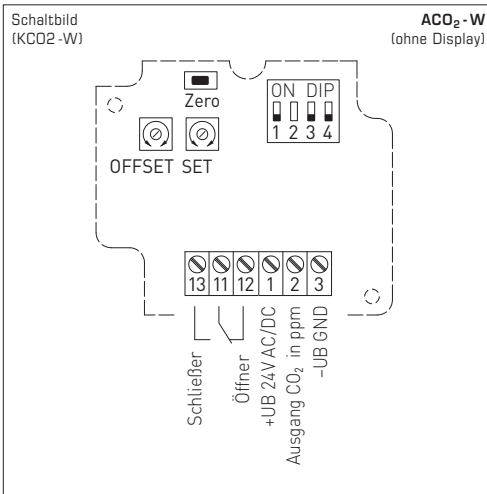 Schaltbild
(KCO2-W)
ACO₂-W
(ohne Display)
Zero
ON DIP
1 2 3 4
OFFSET SET
13 11 12 1 2 3
Schließer
Öffner
+UB 24V AC/DC
Ausgang CO₂ in ppm
–UB GND